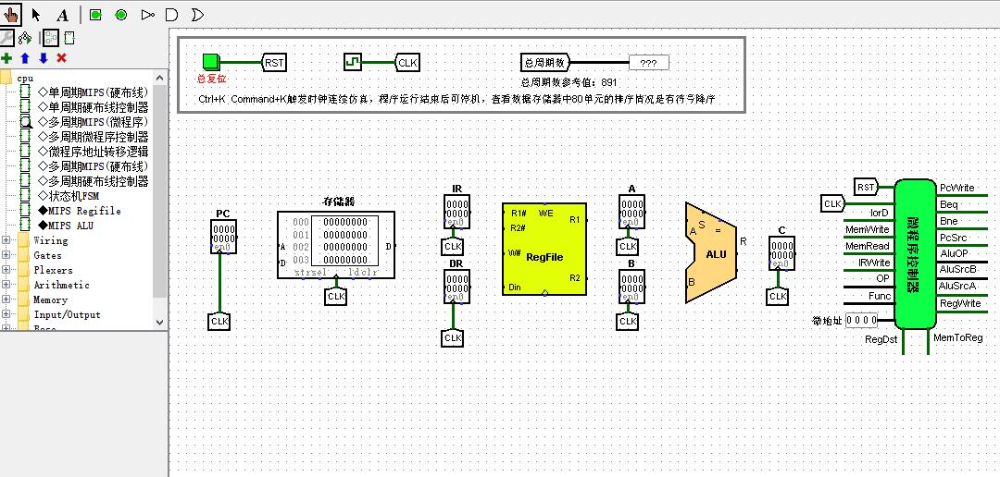 A
cpu
◇单周期MIPS(硬布线)
◇单周期硬布线控制器
◇多周期MIPS(微程序)
◇多周期微程序控制器
◇微程序地址转移逻辑
◇多周期MIPS(硬布线)
◇多周期硬布线控制器
◇状态机FSM
◆MIPS Regifile
◆MIPS ALU
Wiring
Gates
Plexers
Arithmetic
Memory
Input/Output
总复位
RST
CLK
总周期数
???
总周期数参考值：891
Ctrl+K Command+K触发时钟连续仿真，程序运行结束后可停机，查看数据存储器中80单元的排序情况是有符号降序
PC
0000
0000
en0
CLK
存储器
000 00000000
001 00000000
002 00000000
003 00000000
A
D
D
str sel ld clr
CLK
IR
0000
0000
en0
CLK
DR
0000
0000
en0
CLK
R1# WE
R1
R2#
W#
RegFile
R2
Din
A
0000
0000
en0
CLK
B
0000
0000
en0
CLK
A
S
=
ALU
R
B
C
0000
0000
en0
CLK
RST
CLK
IorD
MemWrite
MemRead
IRWrite
OP
Func
微地址 0000
微程序控制器
PcWrite
Beq
Bne
PcSrc
AluOP
AluSrcB
AluSrcA
RegWrite
RegDst
MemToReg